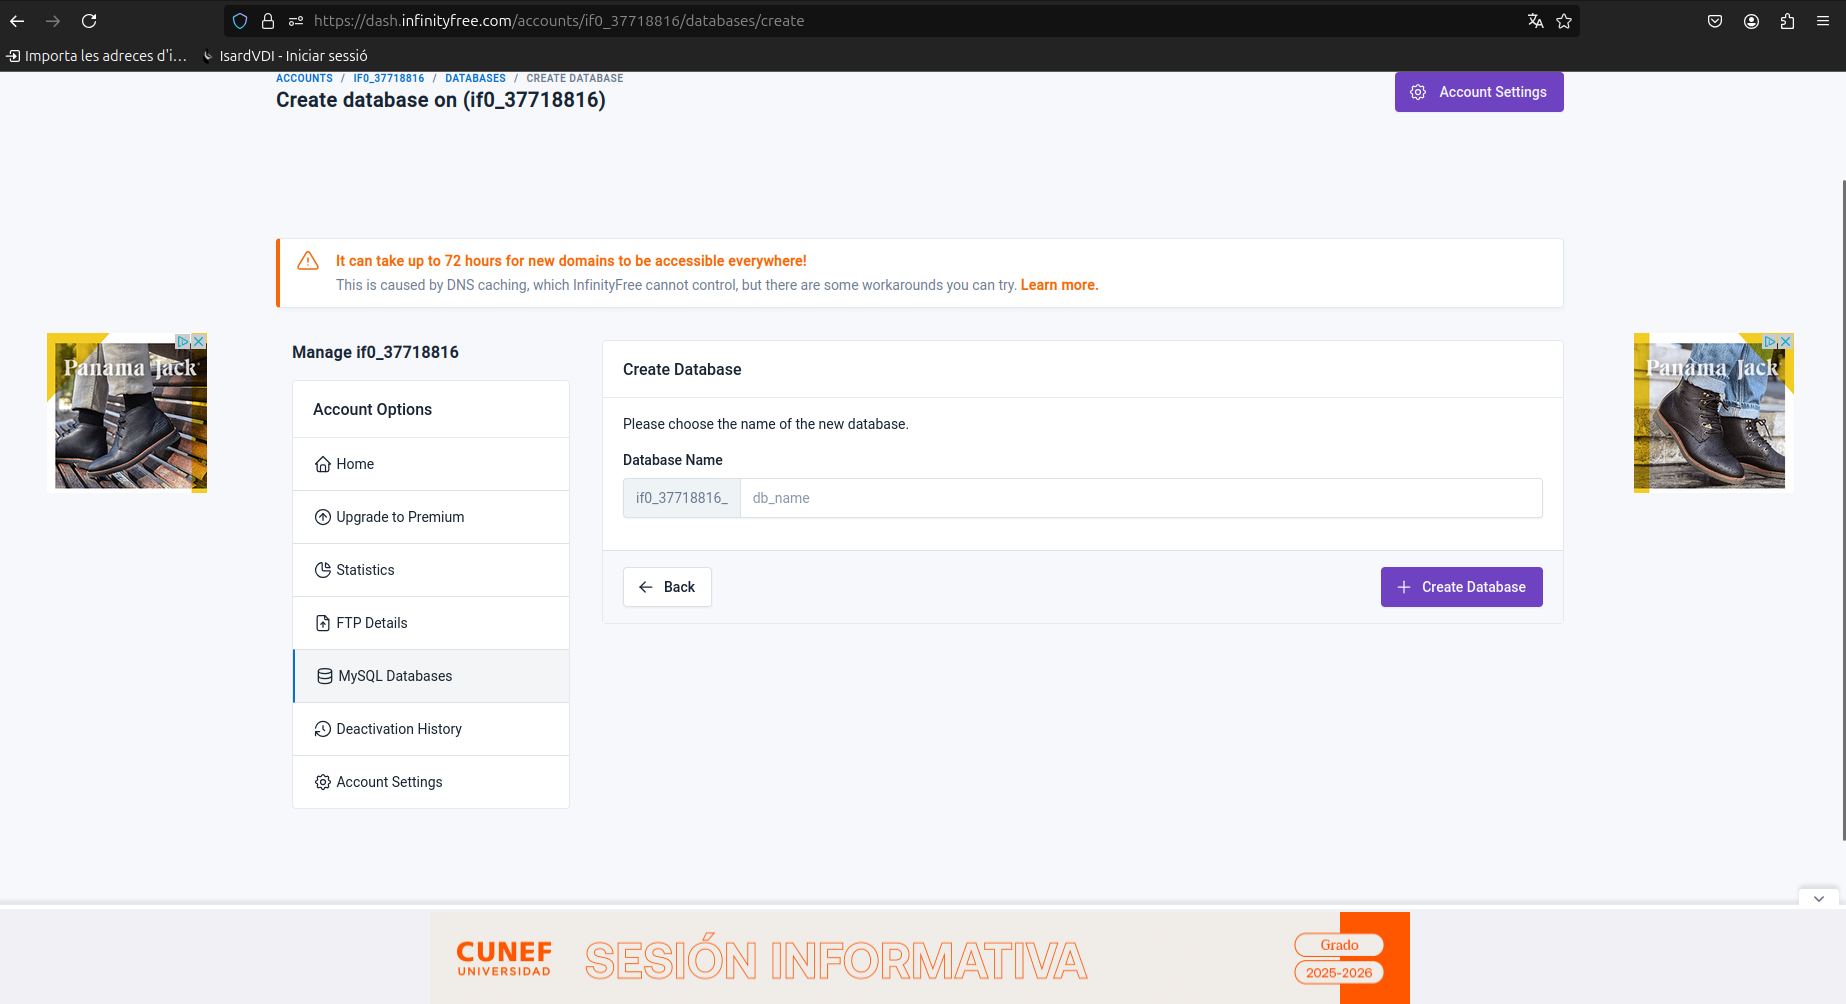 https://dash.infinityfree.com/accounts/if0_37718816/databases/create
Importa les adreces d'i...
IsardVDI - Iniciar sessió
ACCOUNTS / IF0_37718816 / DATABASES / CREATE DATABASE
Create database on (if0_37718816)
Account Settings
It can take up to 72 hours for new domains to be accessible everywhere!
This is caused by DNS caching, which InfinityFree cannot control, but there are some workarounds you can try. Learn more.
Panama Jack
Panama Jack
Manage if0_37718816
Account Options
Home
Upgrade to Premium
Statistics
FTP Details
MySQL Databases
Deactivation History
Account Settings
Create Database
Please choose the name of the new database.
Database Name
if0_37718816_ db_name
Back
Create Database
CUNEF
UNIVERSIDAD
SESIÓN INFORMATIVA
Grado
2025-2026